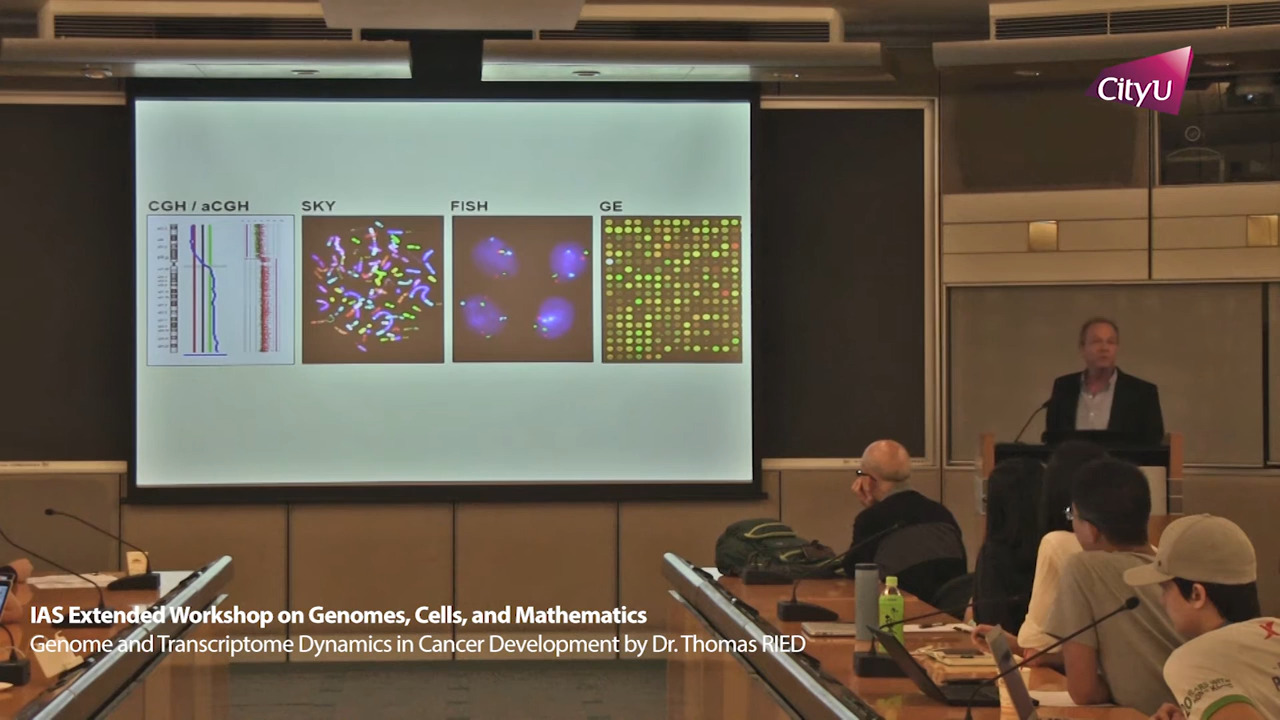 CityU
CGH / aCGH
SKY
FISH
GE
IAS Extended Workshop on Genomes, Cells, and Mathematics
Genome and Transcriptome Dynamics in Cancer Development by Dr. Thomas RIED